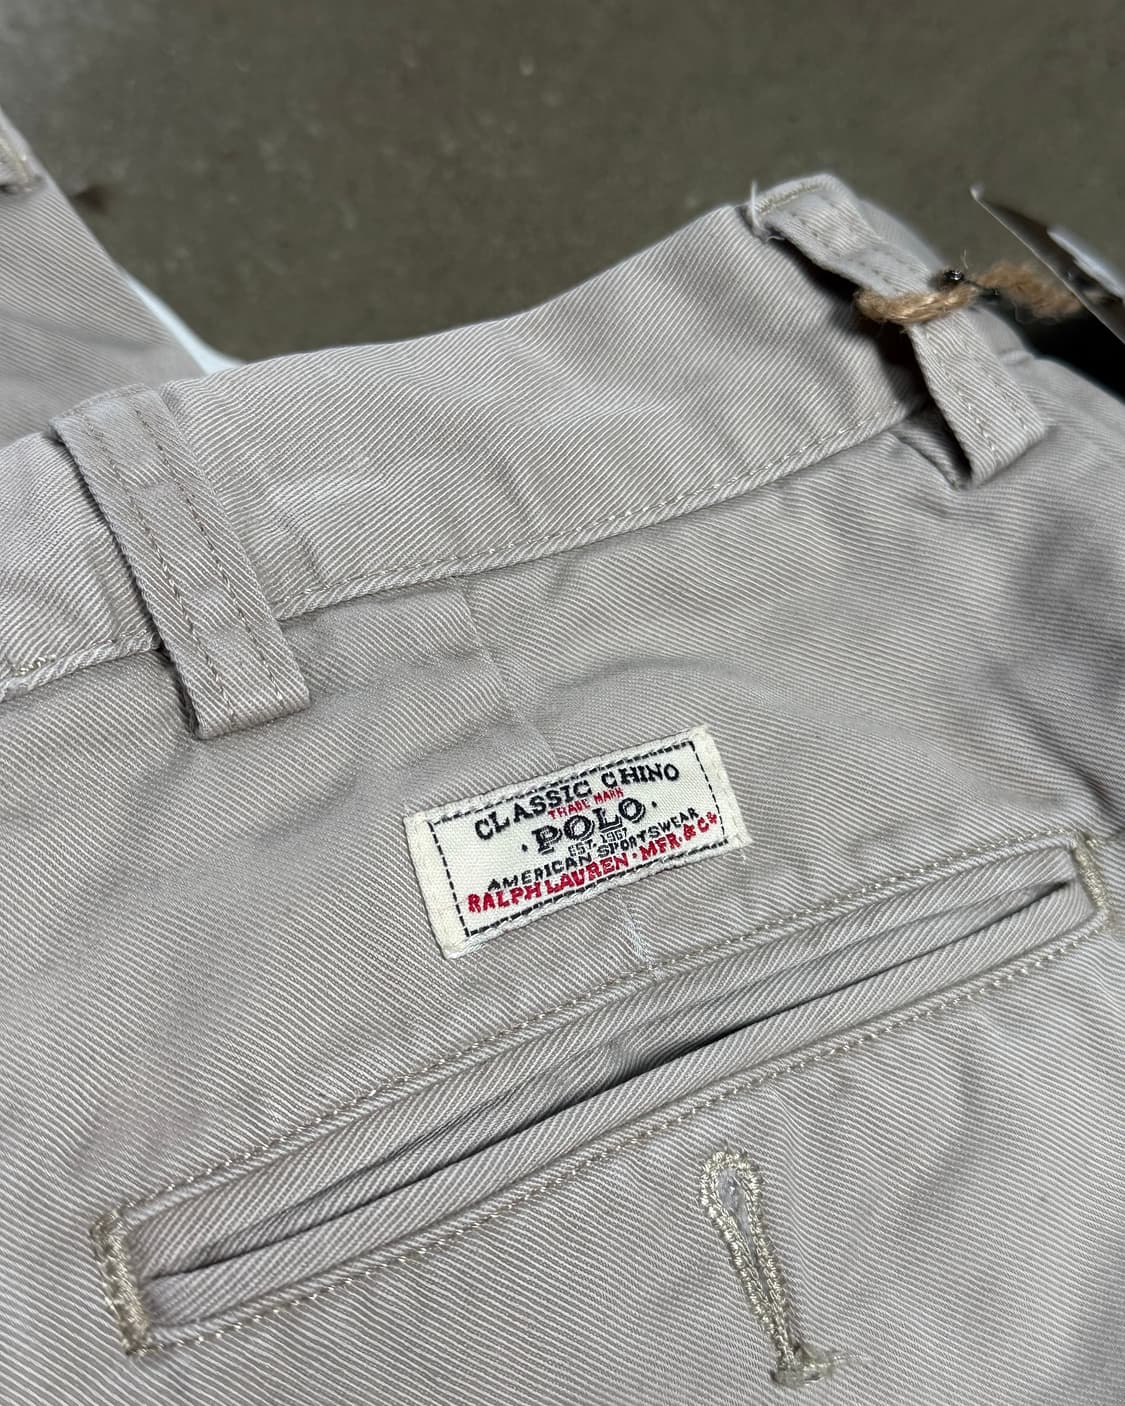 CLASSIC CHINO
TRADE MARK
· POLO ·
EST. 1967
AMERICAN SPORTSWEAR
RALPH LAUREN · MFR. & Co.